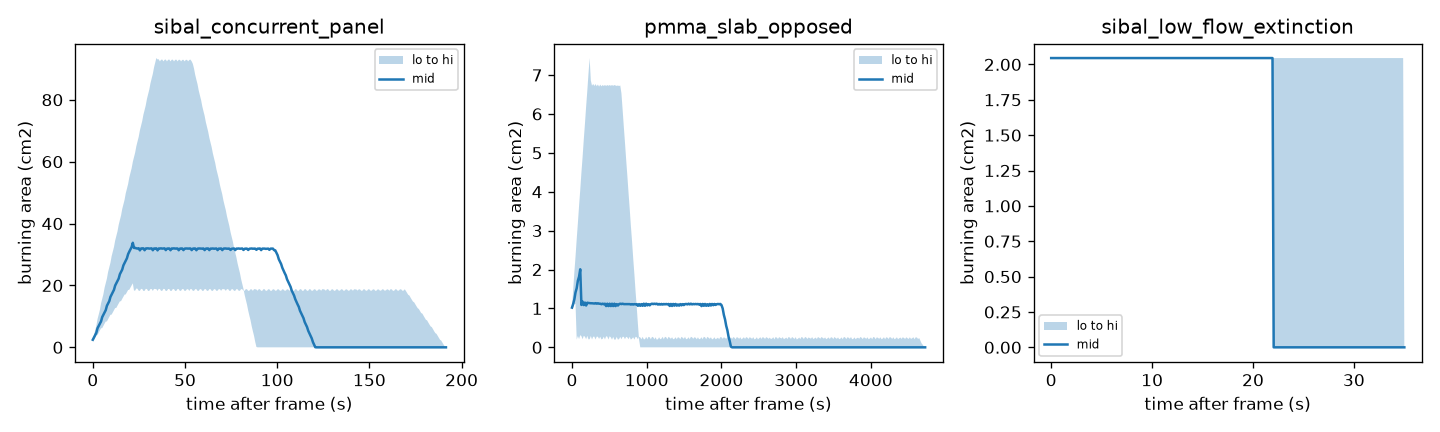 sibal_concurrent_panel
burning area (cm2)
80
60
40
20
0
0
50
100
150
200
time after frame (s)
lo to hi
mid
pmma_slab_opposed
burning area (cm2)
7
6
5
4
3
2
1
0
0
1000
2000
3000
4000
time after frame (s)
lo to hi
mid
sibal_low_flow_extinction
burning area (cm2)
2.00
1.75
1.50
1.25
1.00
0.75
0.50
0.25
0.00
0
10
20
30
time after frame (s)
lo to hi
mid